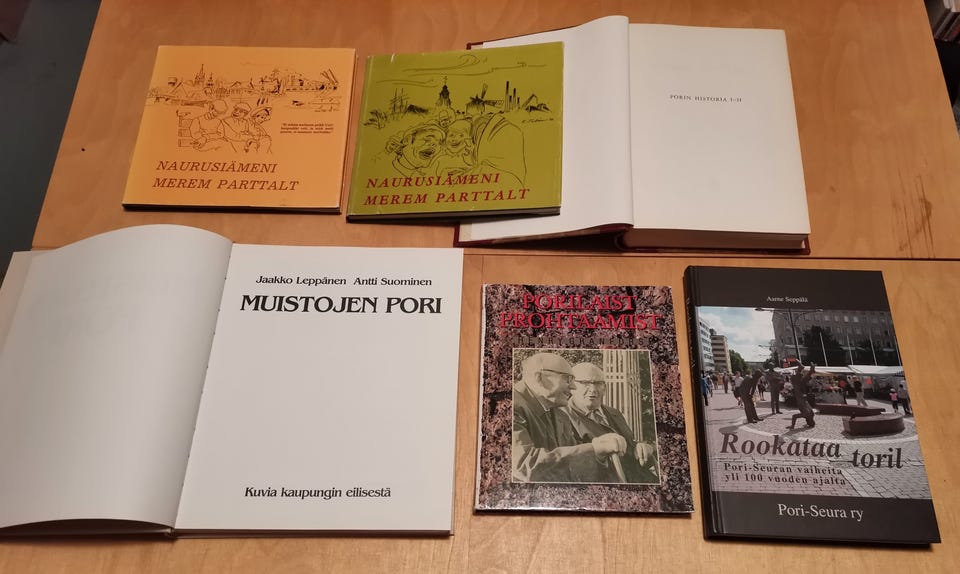 NAURUSIÄMENI
MEREM PARTTALT
NAURUSIÄMENI
MEREM PARTTALT
PORIN HISTORIA I-II
Jaakko Leppänen Antti Suominen
MUISTOJEN PORI
Kuvia kaupungin eilisestä
PORILAIST
PROHTAAMIST
Aarne Seppälä
Rookataa toril
Pori-Seuran vaiheita
yli 100 vuoden ajalta
Pori-Seura ry